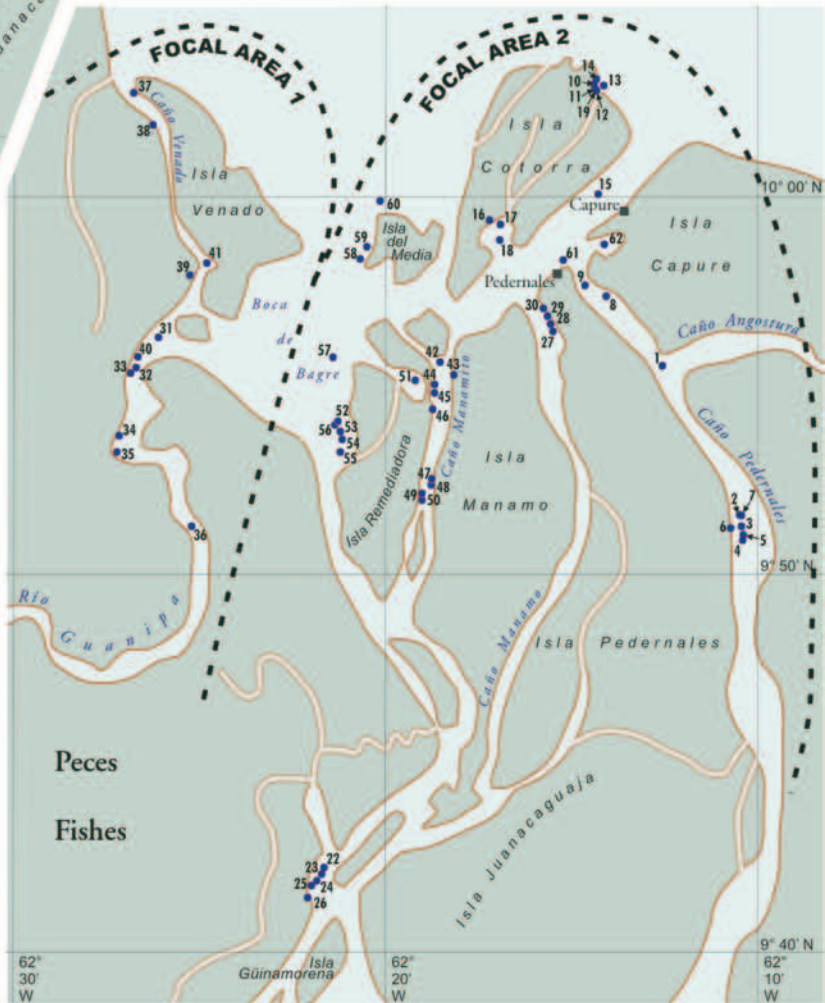 uanaca
FOCAL AREA 1
FOCAL AREA 2
14
10
13
11
19
12
37
Caño Venado
38
Isla
Venado
Isla
Cotorra
10° 00' N
60
15
Capure
16
17
59
Isla
del
Media
58
18
61
62
Isla
Capure
41
39
Pedernales
9
8
Boca
de
Bagre
30
29
28
27
31
40
33
32
57
Caño Angostura
1
42
43
51
44
45
46
Caño Manamito
52
56
53
54
55
34
35
Isla Remediadora
Isla
Manamo
Caño Pedernales
47
48
49
50
2
7
6
3
5
4
36
9° 50' N
Río Guanipa
Caño Manamo
Isla Pedernales
Peces
Fishes
Isla Juanacaguaja
22
23
25
24
26
9° 40' N
Isla
Güinamorena
62°
30'
W
62°
20'
W
62°
10'
W